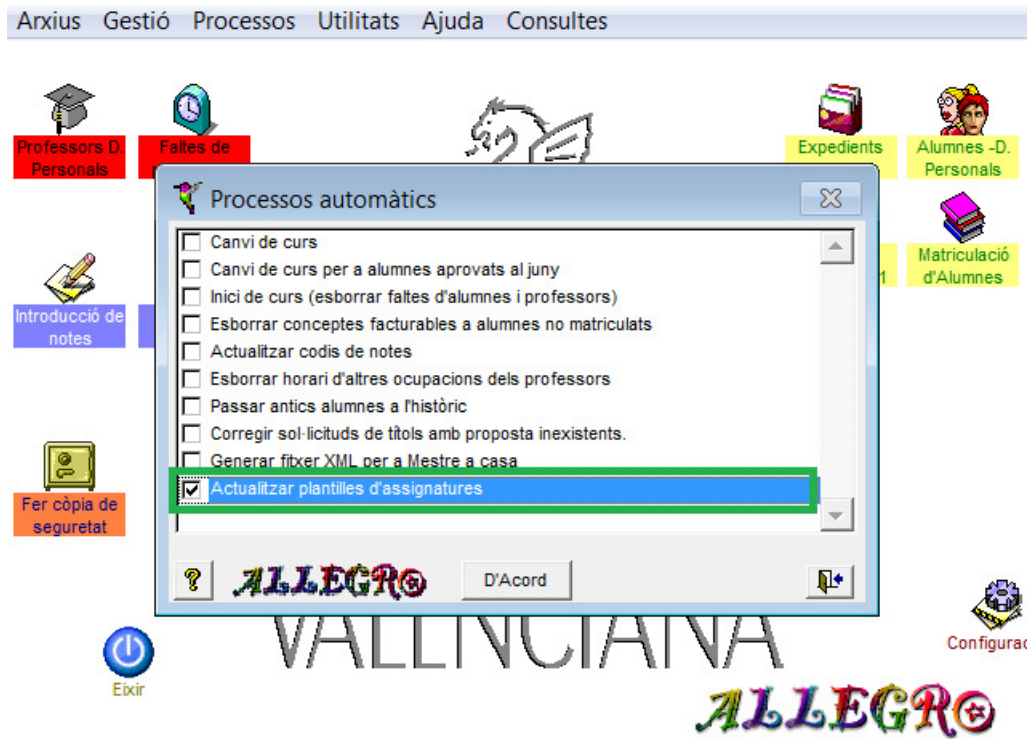 Arxius Gestió Processos Utilitats Ajuda Consultes
Professors D.
Personals
Faltes de
Expedients
Alumnes -D.
Personals
Processos automàtics
Canvi de curs
Canvi de curs per a alumnes aprovats al juny
Inici de curs (esborrar faltes d'alumnes i professors)
Esborrar conceptes facturables a alumnes no matriculats
Actualitzar codis de notes
Esborrar horari d'altres ocupacions dels professors
Passar antics alumnes a l'històric
Corregir sol·licituds de títols amb proposta inexistents.
Generar fitxer XML per a Mestre a casa
Actualitzar plantilles d'assignatures
Matriculació
d'Alumnes
1
Introducció de
notes
Fer còpia de
seguretat
?
ALLEGRO
D'Acord
VALENCIANA
Eixir
Configurac
ALLEGRO